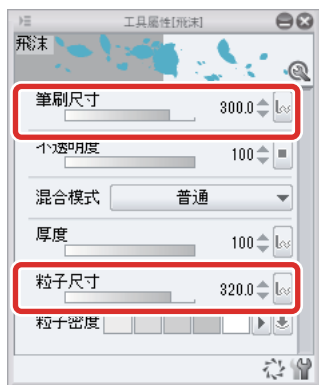 工具屬性[飛沫]
飛沫
筆刷尺寸 300.0
不透明度 100
混合模式 普通
厚度 100
粒子尺寸 320.0
粒子密度